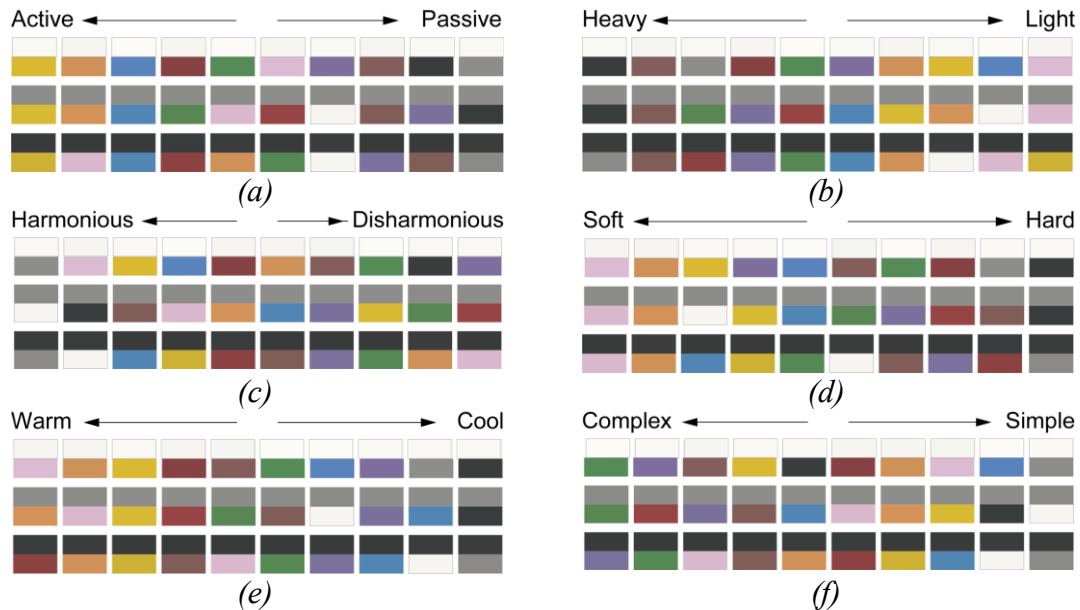 Active Passive
(a)
Heavy Light
(b)
Harmonious Disharmonious
(c)
Soft Hard
(d)
Warm Cool
(e)
Complex Simple
(f)